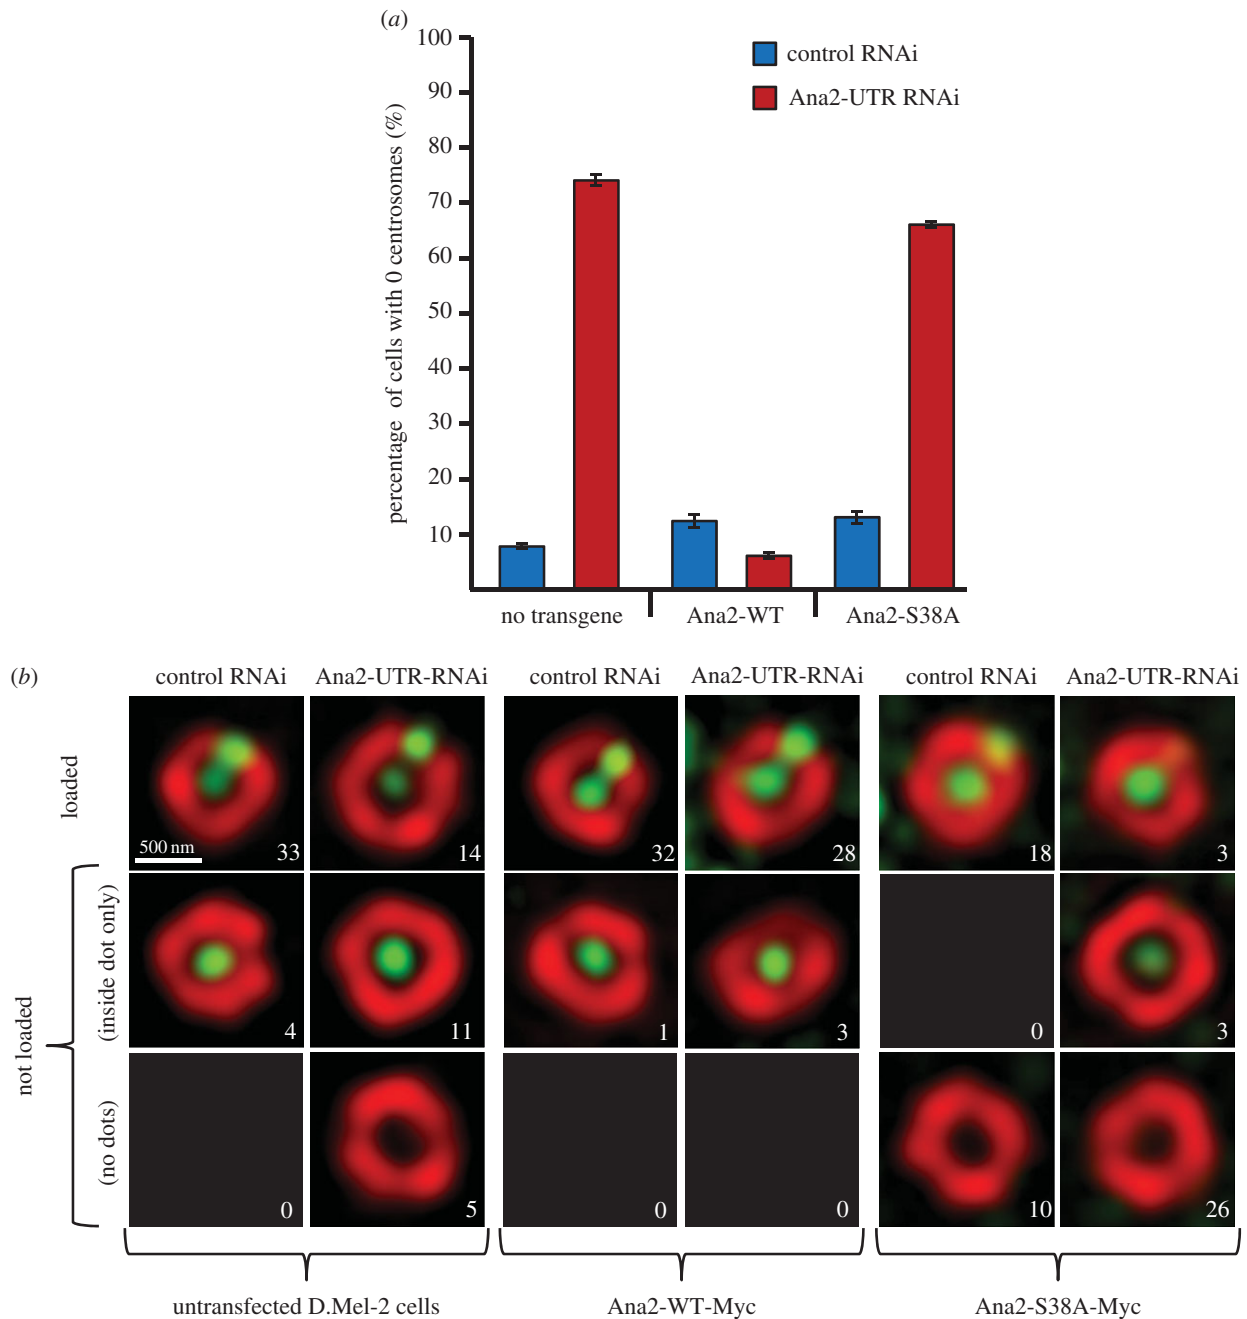 (a)
100
90
80
70
60
50
40
30
20
10
percentage of cells with 0 centrosomes (%)
control RNAi
Ana2-UTR RNAi
no transgene
Ana2-WT
Ana2-S38A
(b)
control RNAi
Ana2-UTR-RNAi
control RNAi
Ana2-UTR-RNAi
control RNAi
Ana2-UTR-RNAi
loaded
500 nm
33
14
32
28
18
3
not loaded
(inside dot only)
4
11
1
3
0
3
(no dots)
0
5
0
0
10
26
untransfected D.Mel-2 cells
Ana2-WT-Myc
Ana2-S38A-Myc